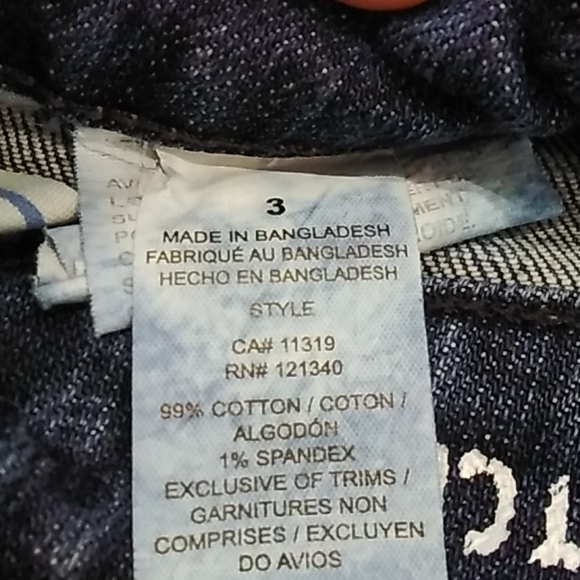 3
MADE IN BANGLADESH
FABRIQUÉ AU BANGLADESH
HECHO EN BANGLADESH
STYLE
CA# 11319
RN# 121340
99% COTTON / COTON /
ALGODÓN
1% SPANDEX
EXCLUSIVE OF TRIMS /
GARNITURES NON
COMPRISES / EXCLUYEN
DO AVIOS